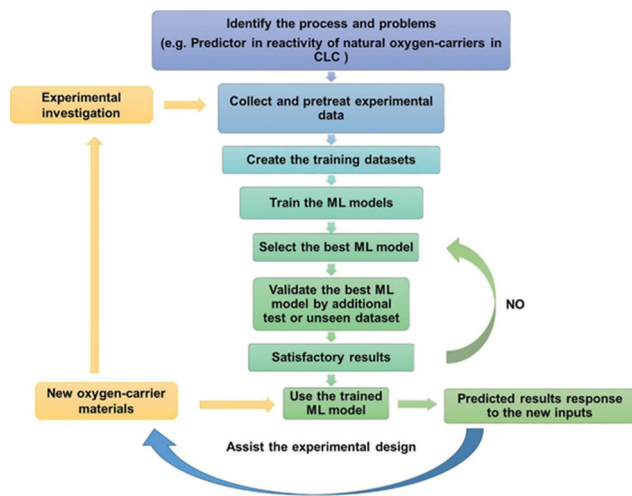 Identify the process and problems
(e.g. Predictor in reactivity of natural oxygen-carriers in
CLC )
Experimental
investigation
Collect and pretreat experimental
data
Create the training datasets
Train the ML models
Select the best ML model
Validate the best ML
model by additional
test or unseen dataset
NO
Satisfactory results
New oxygen-carrier
materials
Use the trained
ML model
Predicted results response
to the new inputs
Assist the experimental design